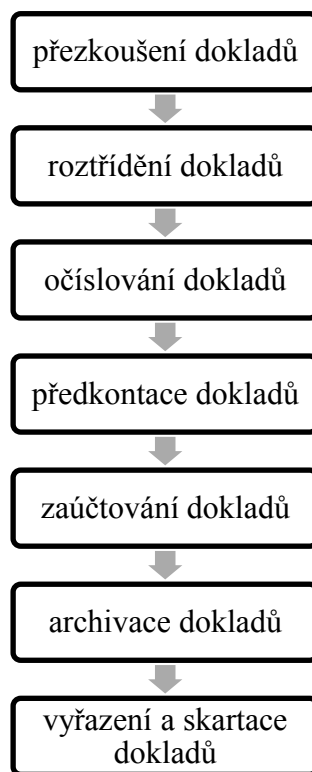 přezkoušení dokladů
roztřídění dokladů
očíslování dokladů
předkontace dokladů
zaúčtování dokladů
archivace dokladů
vyřazení a skartace
dokladů